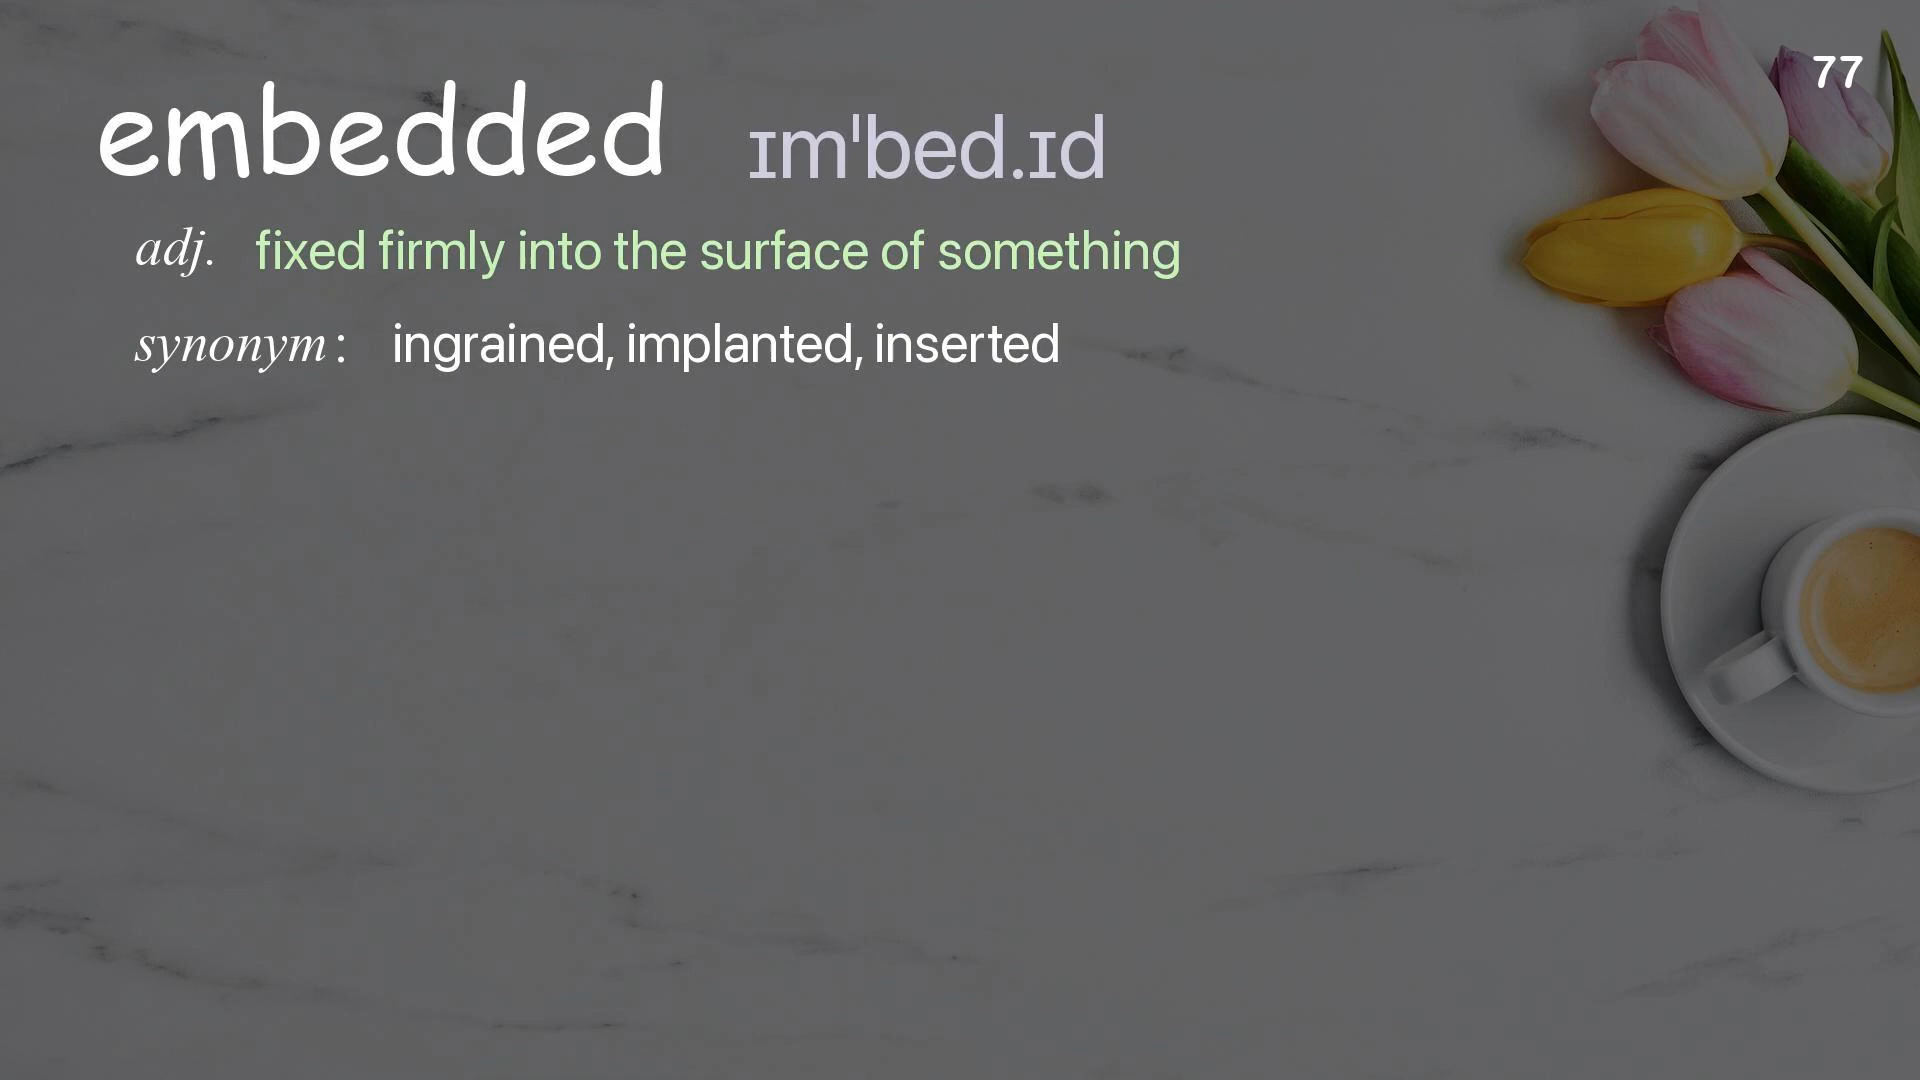 77
embedded ɪmˈbed.ɪd
adj. fixed firmly into the surface of something
synonym: ingrained, implanted, inserted